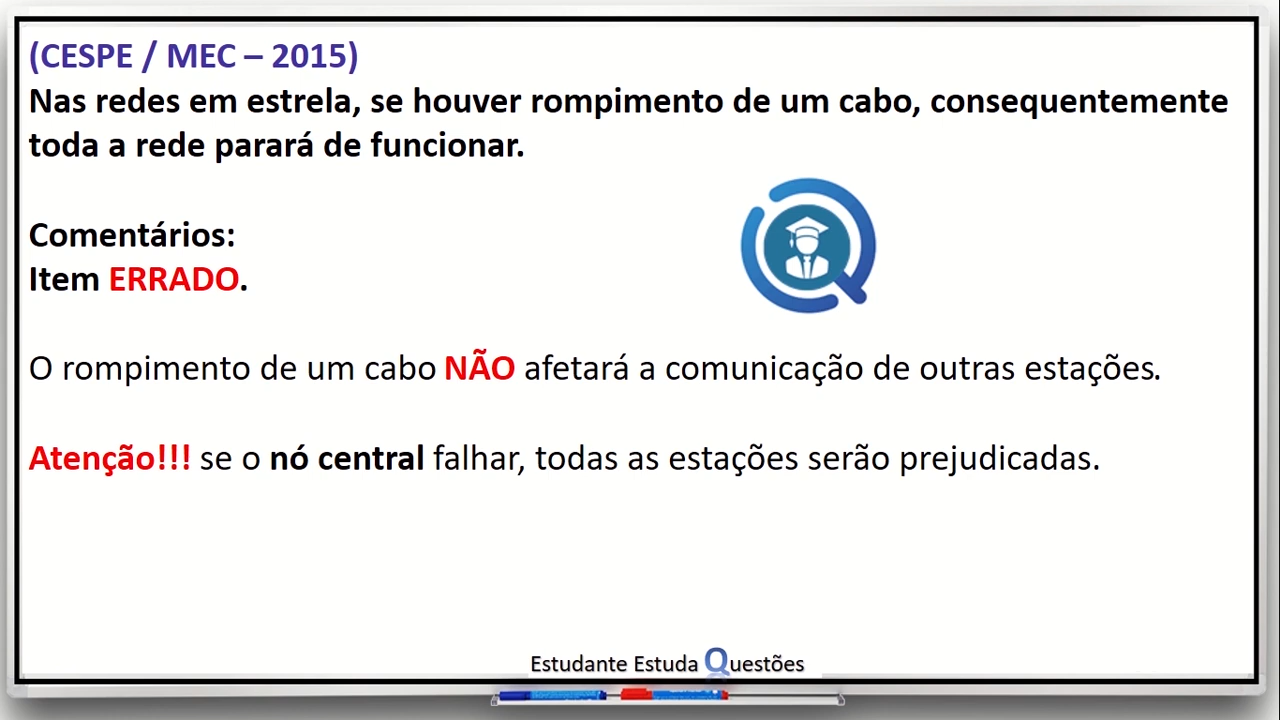 (CESPE / MEC – 2015)
Nas redes em estrela, se houver rompimento de um cabo, consequentemente
toda a rede parará de funcionar.
Comentários:
Item ERRADO.
O rompimento de um cabo NÃO afetará a comunicação de outras estações.
Atenção!!! se o nó central falhar, todas as estações serão prejudicadas.
Estudante Estuda Questões